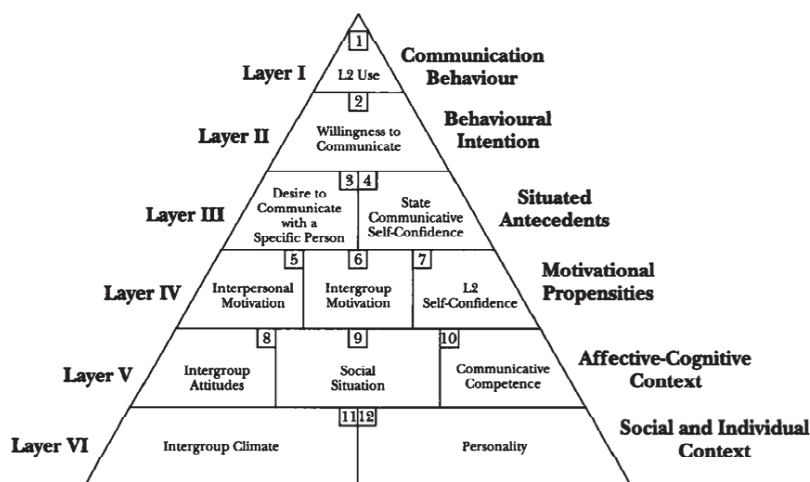 1
Layer I
L2 Use
Communication
Behaviour
2
Layer II
Willingness to
Communicate
Behavioural
Intention
3
4
Layer III
Desire to
Communicate
with a
Specific Person
State
Communicative
Self-Confidence
Situated
Antecedents
5
6
7
Layer IV
Interpersonal
Motivation
Intergroup
Motivation
L2
Self-Confidence
Motivational
Propensities
8
9
10
Layer V
Intergroup
Attitudes
Social
Situation
Communicative
Competence
Affective-Cognitive
Context
11
12
Layer VI
Intergroup Climate
Personality
Social and Individual
Context